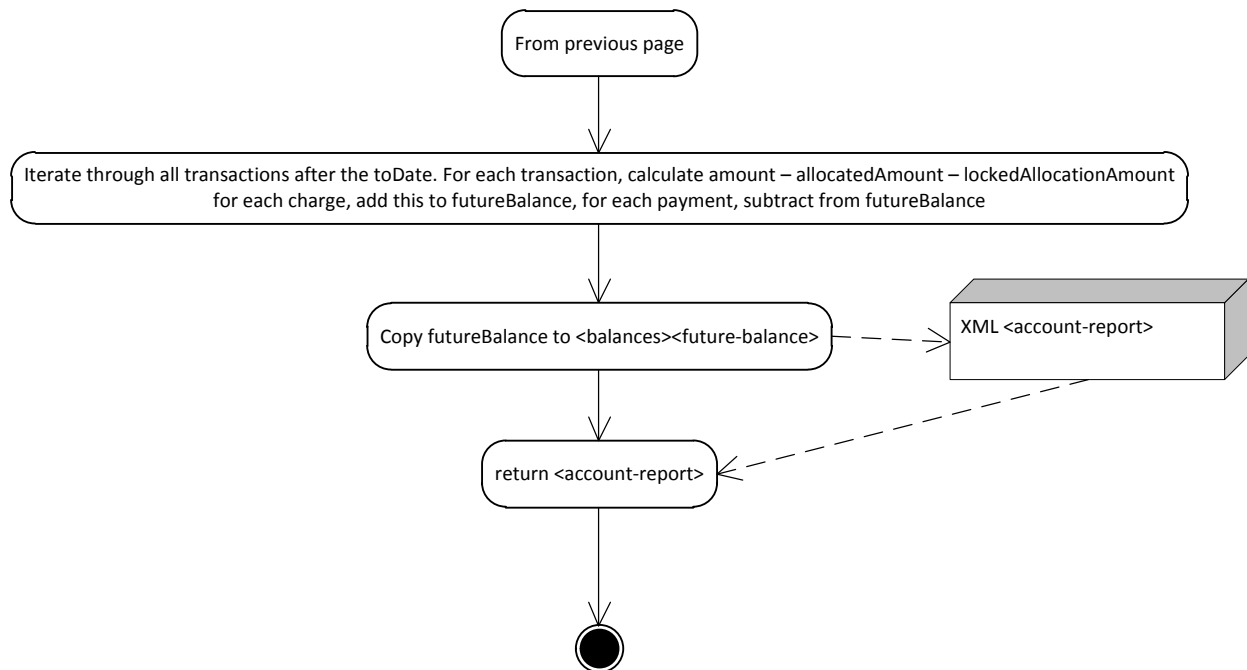 From previous page
Iterate through all transactions after the toDate. For each transaction, calculate amount – allocatedAmount – lockedAllocationAmount
for each charge, add this to futureBalance, for each payment, subtract from futureBalance
Copy futureBalance to <balances><future-balance>
XML <account-report>
return <account-report>